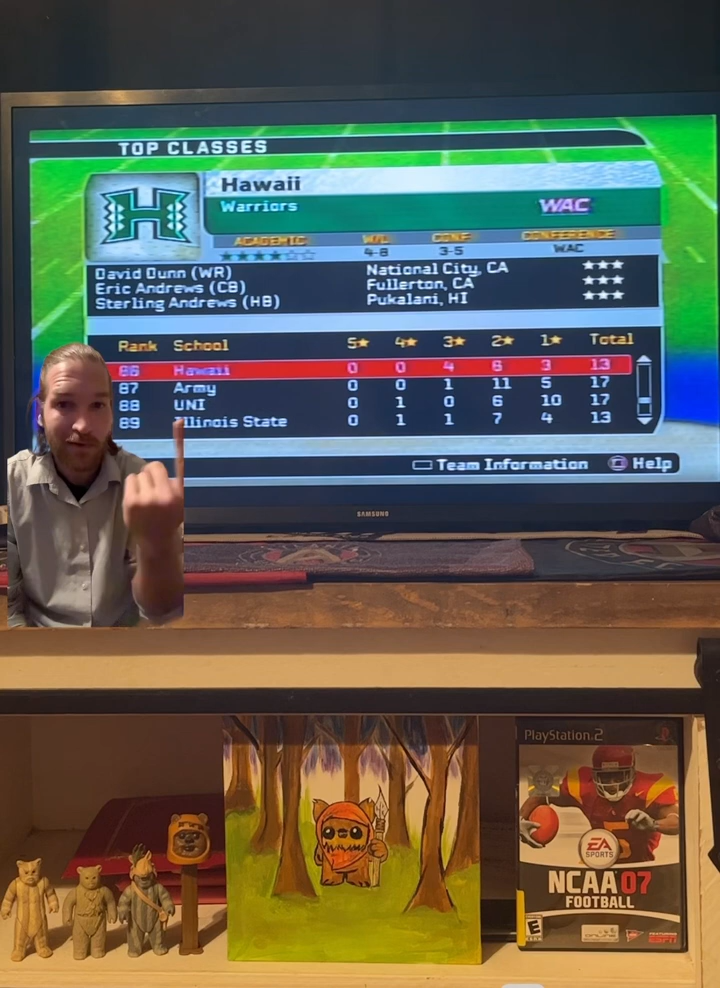 TOP CLASSES
Hawaii
Warriors WAC
ACADEMIC W/L CONF CONFERENCE
4-8 3-5 WAC
David Dunn (WR) National City, CA ★★★
Eric Andrews (CB) Fullerton, CA ★★★
Sterling Andrews (HB) Pukalani, HI ★★★
Rank School 5★ 4★ 3★ 2★ 1★ Total
86 Hawaii 0 0 4 6 3 13
87 Army 0 0 1 11 5 17
88 UNI 0 1 0 6 10 17
89 Illinois State 0 1 1 7 4 13
Team Information Help
SAMSUNG
PlayStation.2
EA
SPORTS
NCAA 07
FOOTBALL
E
ESPN